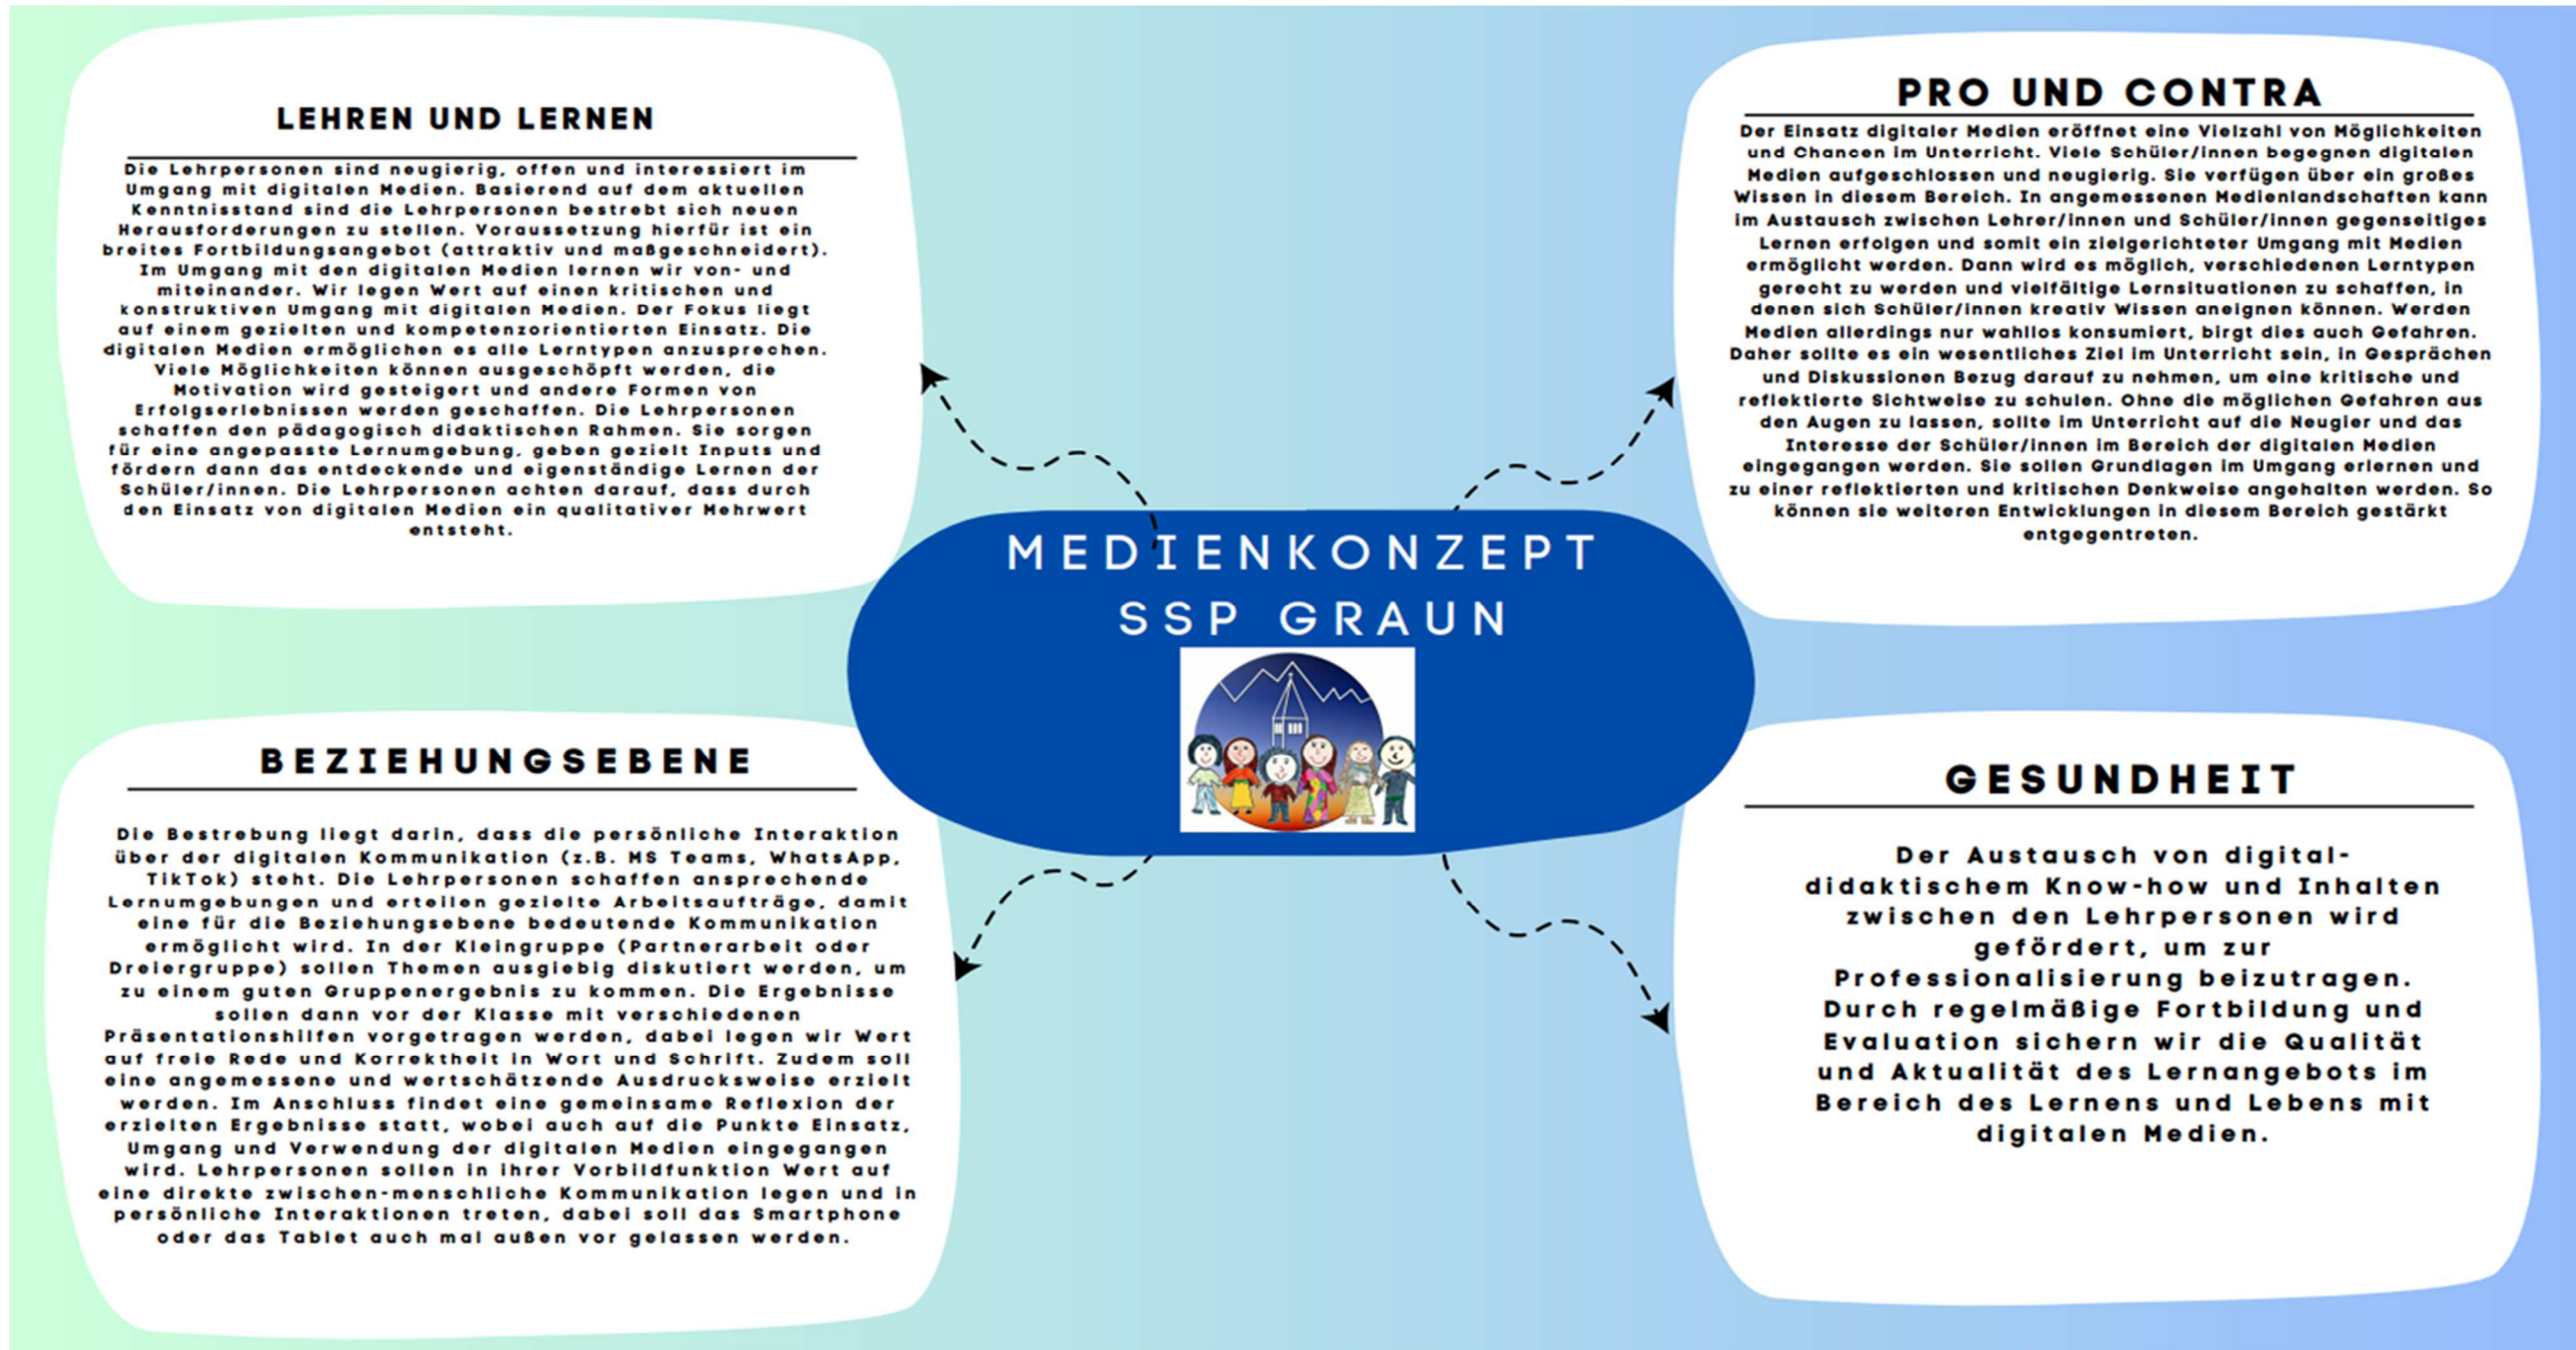 LEHREN UND LERNEN
Die Lehrpersonen sind neugierig, offen und interessiert im
Umgang mit digitalen Medien. Basierend auf dem aktuellen
Kenntnisstand sind die Lehrpersonen bestrebt sich neuen
Herausforderungen zu stellen. Voraussetzung hierfür ist ein
breites Fortbildungsangebot (attraktiv und maßgeschneidert).
Im Umgang mit den digitalen Medien lernen wir von- und
miteinander. Wir legen Wert auf einen kritischen und
konstruktiven Umgang mit digitalen Medien. Der Fokus liegt
auf einem gezielten und kompetenzorientierten Einsatz. Die
digitalen Medien ermöglichen es alle Lerntypen anzusprechen.
Viele Möglichkeiten können ausgeschöpft werden, die
Motivation wird gesteigert und andere Formen von
Erfolgserlebnissen werden geschaffen. Die Lehrpersonen
schaffen den pädagogisch didaktischen Rahmen. Sie sorgen
für eine angepasste Lernumgebung, geben gezielt Inputs und
fördern dann das entdeckende und eigenständige Lernen der
Schüler/innen. Die Lehrpersonen achten darauf, dass durch
den Einsatz von digitalen Medien ein qualitativer Mehrwert
entsteht.
PRO UND CONTRA
Der Einsatz digitaler Medien eröffnet eine Vielzahl von Möglichkeiten
und Chancen im Unterricht. Viele Schüler/innen begegnen digitalen
Medien aufgeschlossen und neugierig. Sie verfügen über ein großes
Wissen in diesem Bereich. In angemessenen Medienlandschaften kann
im Austausch zwischen Lehrer/innen und Schüler/innen gegenseitiges
Lernen erfolgen und somit ein zielgerichteter Umgang mit Medien
ermöglicht werden. Dann wird es möglich, verschiedenen Lerntypen
gerecht zu werden und vielfältige Lernsituationen zu schaffen, in
denen sich Schüler/innen kreativ Wissen aneignen können. Werden
Medien allerdings nur wahllos konsumiert, birgt dies auch Gefahren.
Daher sollte es ein wesentliches Ziel im Unterricht sein, in Gesprächen
und Diskussionen Bezug darauf zu nehmen, um eine kritische und
reflektierte Sichtweise zu schulen. Ohne die möglichen Gefahren aus
den Augen zu lassen, sollte im Unterricht auf die Neugier und das
Interesse der Schüler/innen im Bereich der digitalen Medien
eingegangen werden. Sie sollen Grundlagen im Umgang erlernen und
zu einer reflektierten und kritischen Denkweise angehalten werden. So
können sie weiteren Entwicklungen in diesem Bereich gestärkt
entgegentreten.
MEDIENKONZEPT
SSP GRAUN
BEZIEHUNGSEBENE
Die Bestrebung liegt darin, dass die persönliche Interaktion
über der digitalen Kommunikation (z.B. MS Teams, WhatsApp,
TikTok) steht. Die Lehrpersonen schaffen ansprechende
Lernumgebungen und erteilen gezielte Arbeitsaufträge, damit
eine für die Beziehungsebene bedeutende Kommunikation
ermöglicht wird. In der Kleingruppe (Partnerarbeit oder
Dreiergruppe) sollen Themen ausgiebig diskutiert werden, um
zu einem guten Gruppenergebnis zu kommen. Die Ergebnisse
sollen dann vor der Klasse mit verschiedenen
Präsentationshilfen vorgetragen werden, dabei legen wir Wert
auf freie Rede und Korrektheit in Wort und Schrift. Zudem soll
eine angemessene und wertschätzende Ausdrucksweise erzielt
werden. Im Anschluss findet eine gemeinsame Reflexion der
erzielten Ergebnisse statt, wobei auch auf die Punkte Einsatz,
Umgang und Verwendung der digitalen Medien eingegangen
wird. Lehrpersonen sollen in ihrer Vorbildfunktion Wert auf
eine direkte zwischen-menschliche Kommunikation legen und in
persönliche Interaktionen treten, dabei soll das Smartphone
oder das Tablet auch mal außen vor gelassen werden.
GESUNDHEIT
Der Austausch von digital-
didaktischem Know-how und Inhalten
zwischen den Lehrpersonen wird
gefördert, um zur
Professionalisierung beizutragen.
Durch regelmäßige Fortbildung und
Evaluation sichern wir die Qualität
und Aktualität des Lernangebots im
Bereich des Lernens und Lebens mit
digitalen Medien.